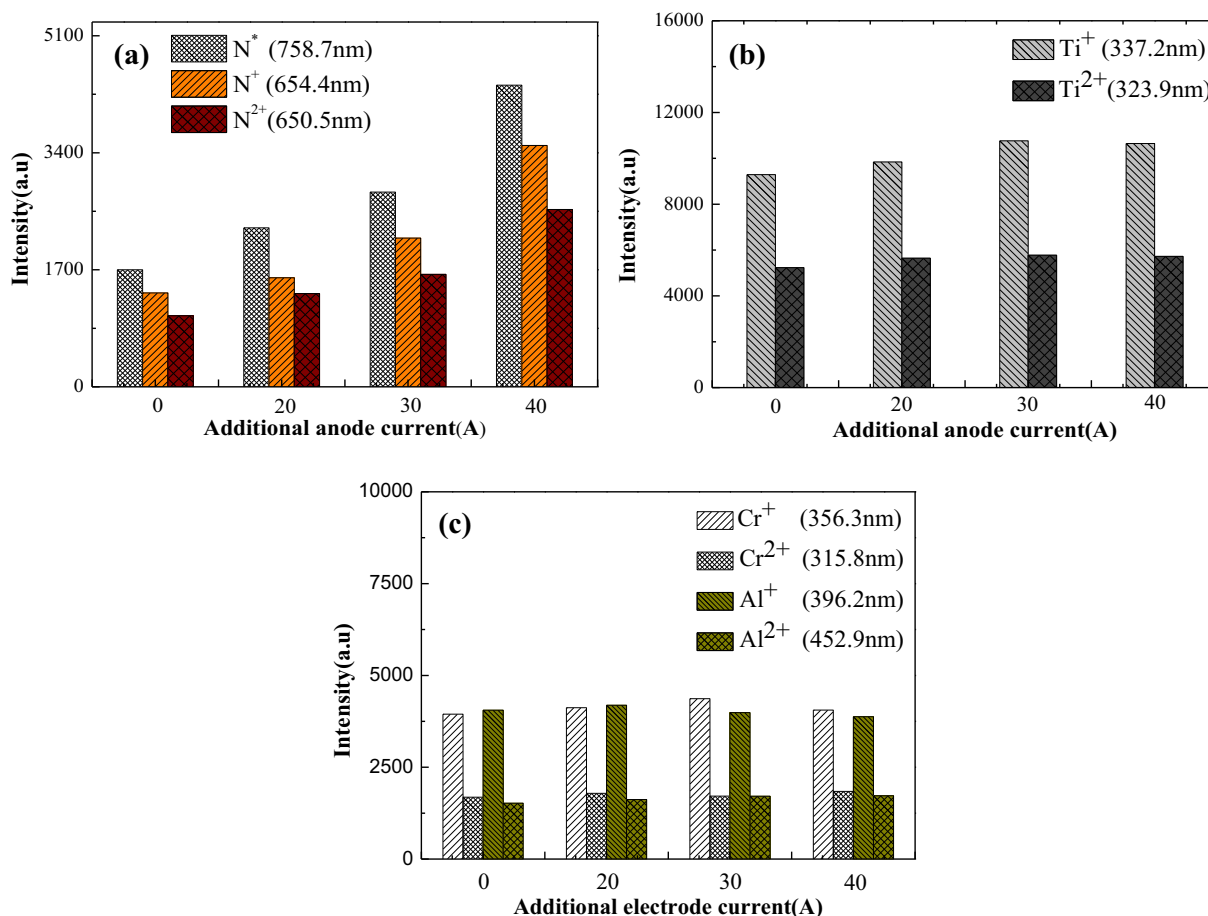 (a)
N* (758.7nm)
N+ (654.4nm)
N2+ (650.5nm)
5100
3400
1700
0
Intensity(a.u)
0 20 30 40
Additional anode current(A)
(b)
Ti+ (337.2nm)
Ti2+ (323.9nm)
16000
12000
8000
4000
0
Intensity(a.u)
0 20 30 40
Additional anode current(A)
(c)
Cr+ (356.3nm)
Cr2+ (315.8nm)
Al+ (396.2nm)
Al2+ (452.9nm)
10000
7500
5000
2500
0
Intensity(a.u)
0 20 30 40
Additional electrode current(A)